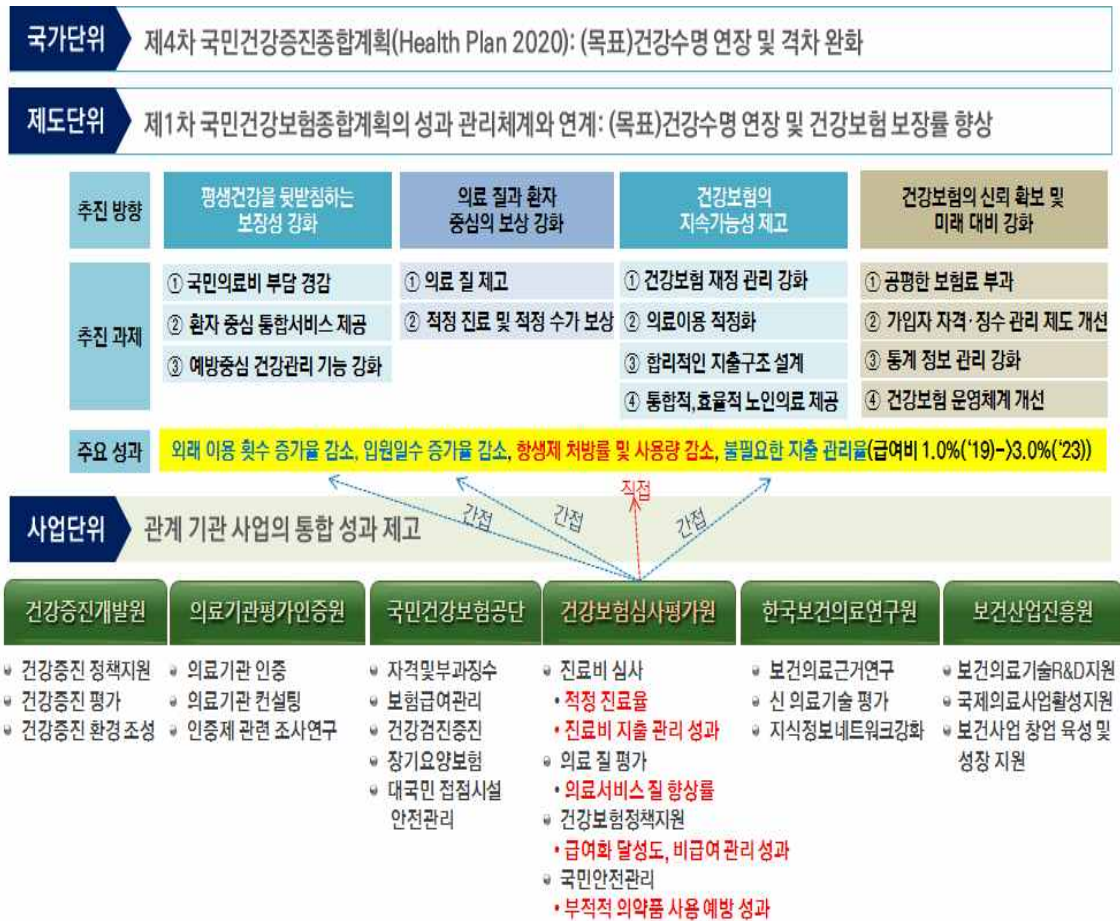 국가단위
제4차 국민건강증진종합계획(Health Plan 2020): (목표)건강수명 연장 및 격차 완화
제도단위
제1차 국민건강보험종합계획의 성과 관리체계와 연계: (목표)건강수명 연장 및 건강보험 보장률 향상
추진 방향
평생건강을 뒷받침하는
보장성 강화
의료 질과 환자
중심의 보상 강화
건강보험의
지속가능성 제고
건강보험의 신뢰 확보 및
미래 대비 강화
추진 과제
① 국민의료비 부담 경감
② 환자 중심 통합서비스 제공
③ 예방중심 건강관리 기능 강화
① 의료 질 제고
② 적정 진료 및 적정 수가 보상
① 건강보험 재정 관리 강화
② 의료이용 적정화
③ 합리적인 지출구조 설계
④ 통합적,효율적 노인의료 제공
① 공평한 보험료 부과
② 가입자 자격·징수 관리 제도 개선
③ 통계 정보 관리 강화
④ 건강보험 운영체계 개선
주요 성과
외래 이용 횟수 증가율 감소, 입원일수 증가율 감소, 항생제 처방률 및 사용량 감소, 불필요한 지출 관리율(급여비 1.0%('19)->3.0%('23))
간접
간접
직접
간접
사업단위
관계 기관 사업의 통합 성과 제고
건강증진개발원
건강증진 정책지원
건강증진 평가
건강증진 환경 조성
의료기관평가인증원
의료기관 인증
의료기관 컨설팅
인증제 관련 조사연구
국민건강보험공단
자격및부과징수
보험급여관리
건강검진증진
장기요양보험
대국민 접점시설
안전관리
건강보험심사평가원
진료비 심사
• 적정 진료율
• 진료비 지출 관리 성과
의료 질 평가
• 의료서비스 질 향상률
건강보험정책지원
• 급여화 달성도, 비급여 관리 성과
국민안전관리
• 부적적 의약품 사용 예방 성과
한국보건의료연구원
보건의료근거연구
신 의료기술 평가
지식정보네트워크강화
보건산업진흥원
보건의료기술R&D지원
국제의료사업활성지원
보건사업 창업 육성 및
성장 지원